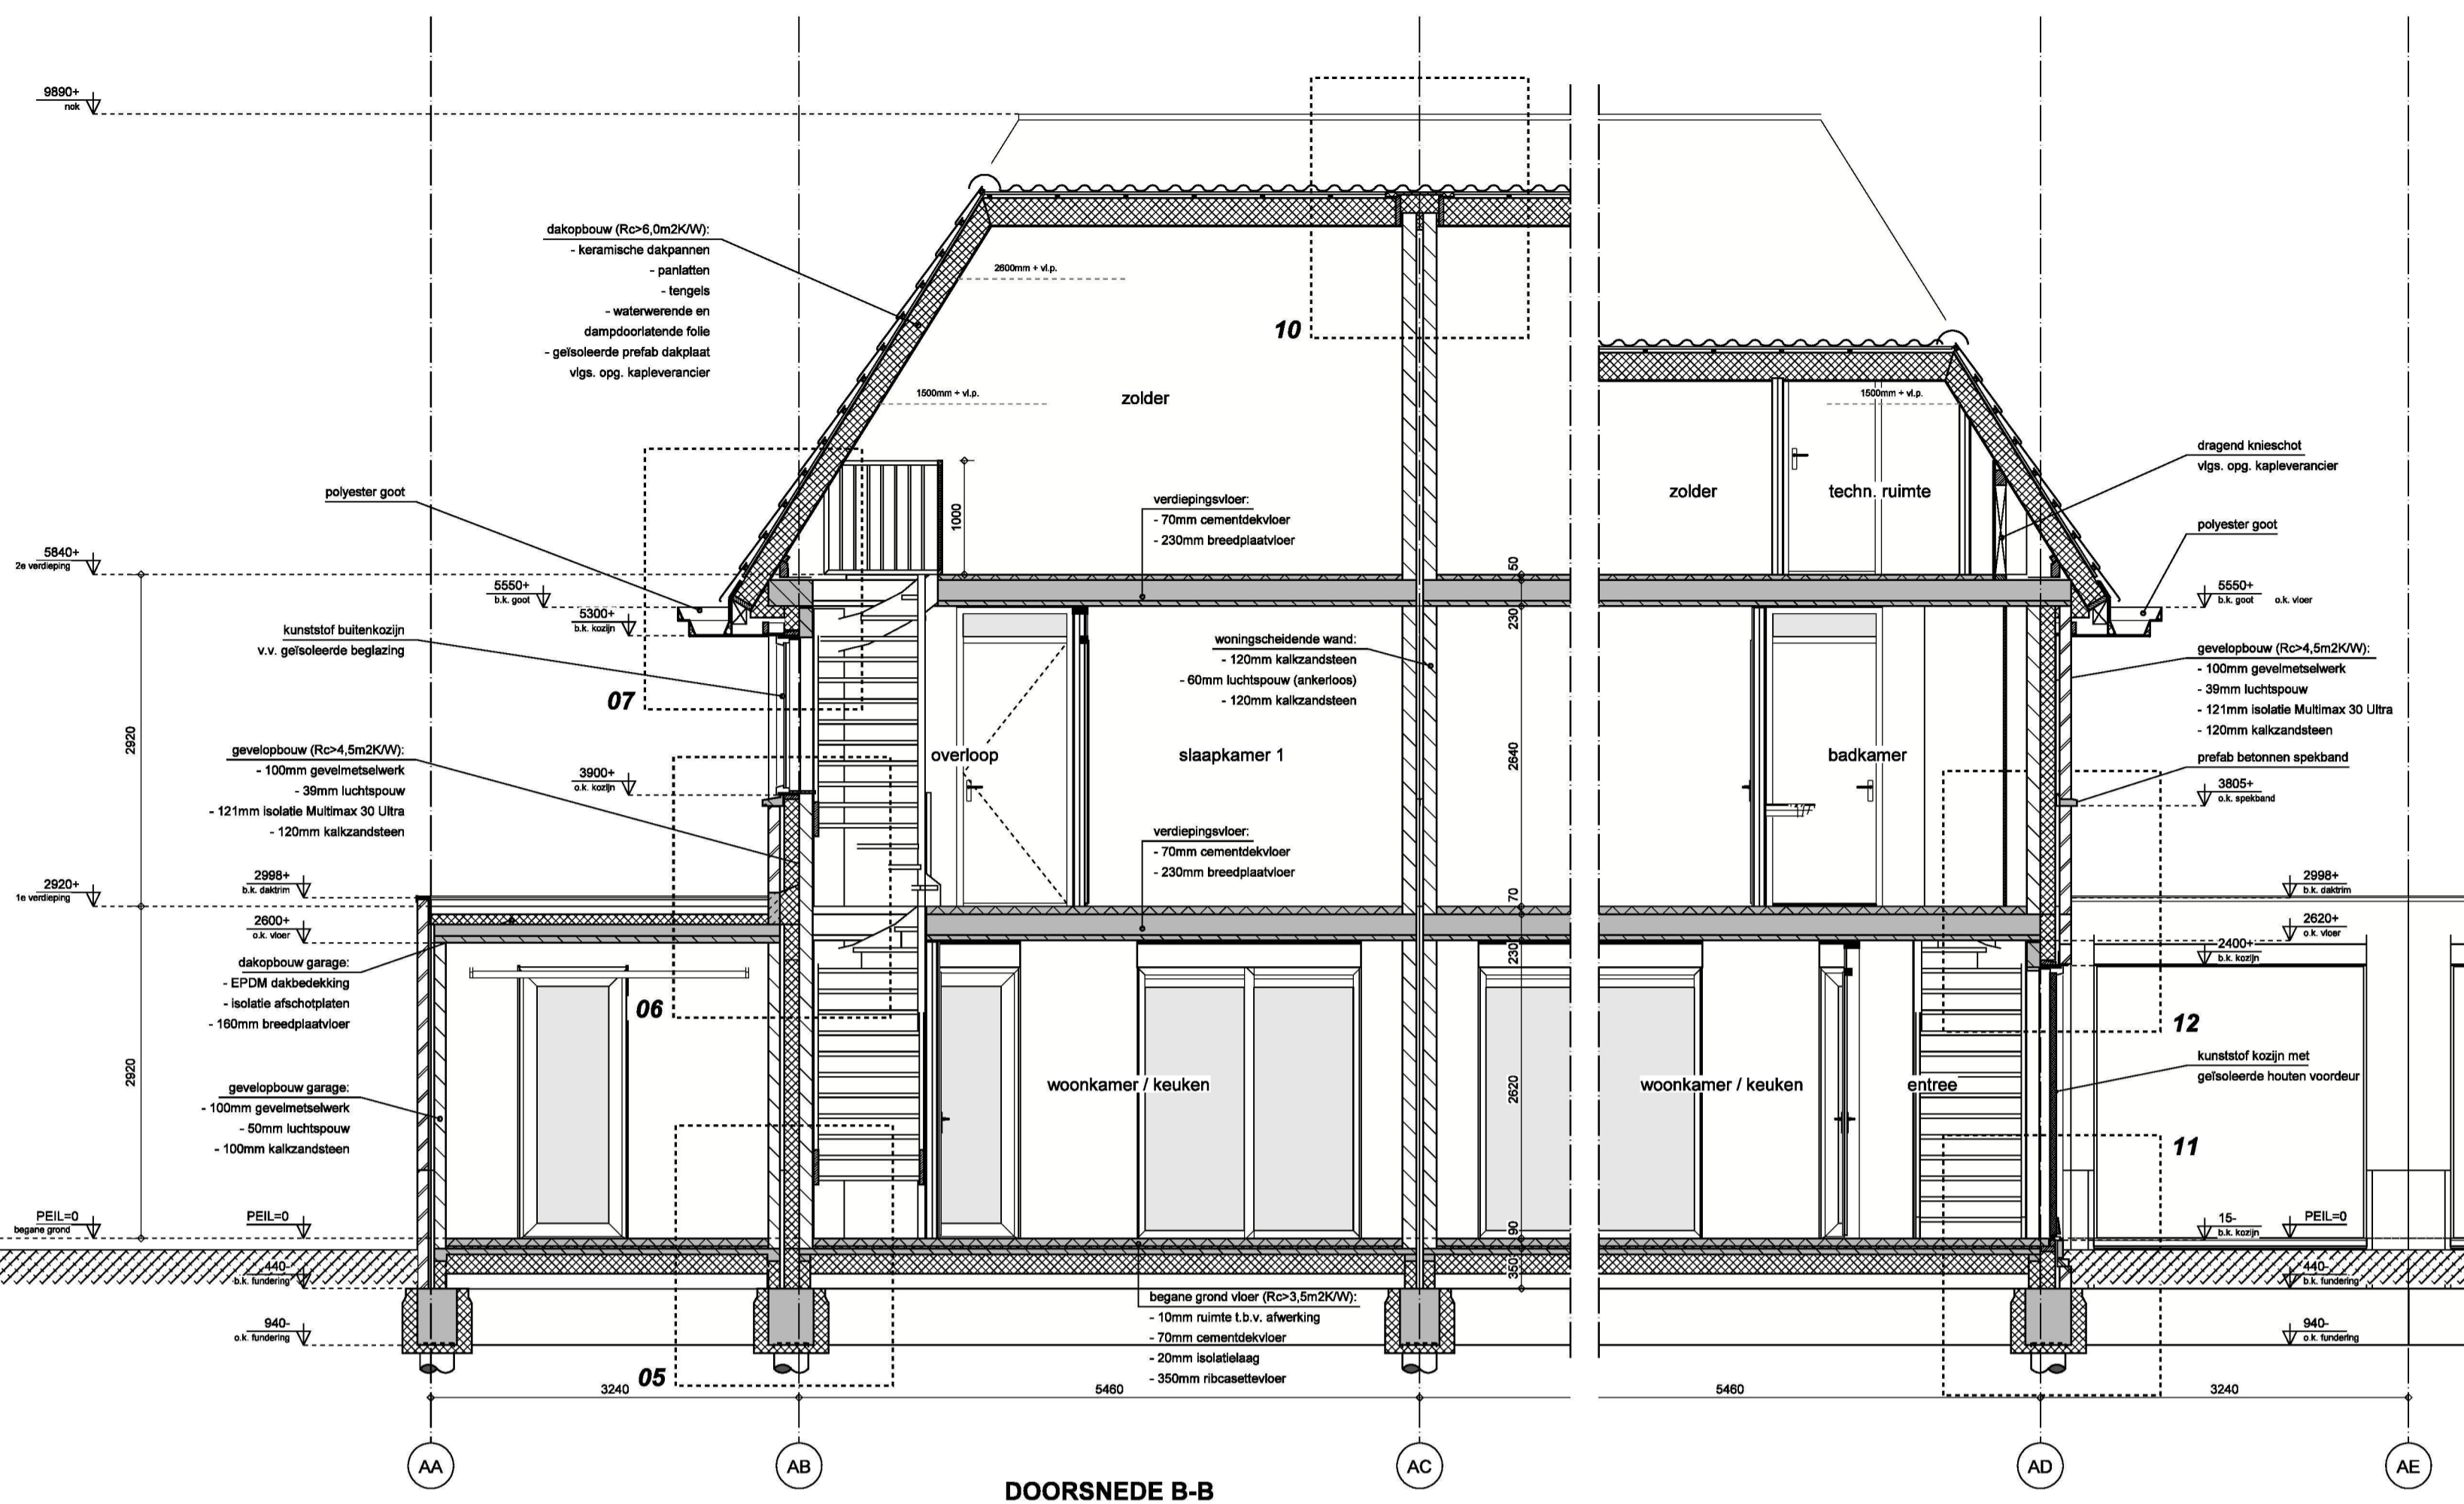 9890+
nok
dakopbouw (Rc>6,0m2K/W):
- keramische dakpannen
- panlatten
- tengels
- waterwerende en
dampdoorlatende folie
- geïsoleerde prefab dakplaat
vlgs. opg. kapleverancier
2600mm + vl.p.
10
1500mm + vl.p.
zolder
1500mm + vl.p.
dragend knieschot
vlgs. opg. kapleverancier
polyester goot
1000
verdiepingsvloer:
- 70mm cementdekvloer
- 230mm breedplaatvloer
zolder
techn. ruimte
polyester goot
5840+
2e verdieping
50
5550+
b.k. goot
5550+
b.k. goot
o.k. vloer
5300+
b.k. kozijn
230
kunststof buitenkozijn
v.v. geïsoleerde beglazing
07
woningscheidende wand:
- 120mm kalkzandsteen
- 60mm luchtspouw (ankerloos)
- 120mm kalkzandsteen
gevelopbouw (Rc>4,5m2K/W):
- 100mm gevelmetselwerk
- 39mm luchtspouw
- 121mm isolatie Multimax 30 Ultra
- 120mm kalkzandsteen
2920
gevelopbouw (Rc>4,5m2K/W):
- 100mm gevelmetselwerk
- 39mm luchtspouw
- 121mm isolatie Multimax 30 Ultra
- 120mm kalkzandsteen
3900+
o.k. kozijn
overloop
slaapkamer 1
2640
badkamer
prefab betonnen spekband
3805+
o.k. spekband
verdiepingsvloer:
- 70mm cementdekvloer
- 230mm breedplaatvloer
2920+
1e verdieping
2998+
b.k. daktrim
70
2998+
b.k. daktrim
2600+
o.k. vloer
2620+
o.k. vloer
230
2400+
b.k. kozijn
dakopbouw garage:
- EPDM dakbedekking
- isolatie afschotplaten
- 160mm breedplaatvloer
06
12
2920
gevelopbouw garage:
- 100mm gevelmetselwerk
- 50mm luchtspouw
- 100mm kalkzandsteen
woonkamer / keuken
2620
woonkamer / keuken
entree
kunststof kozijn met
geïsoleerde houten voordeur
11
PEIL=0
begane grond
PEIL=0
90
15-
b.k. kozijn
PEIL=0
440-
b.k. fundering
350
440-
b.k. fundering
940-
o.k. fundering
begane grond vloer (Rc>3,5m2K/W):
- 10mm ruimte t.b.v. afwerking
- 70mm cementdekvloer
- 20mm isolatielaag
- 350mm ribcasettevloer
940-
o.k. fundering
05
3240
5460
5460
3240
AA
AB
AC
AD
AE
DOORSNEDE B-B